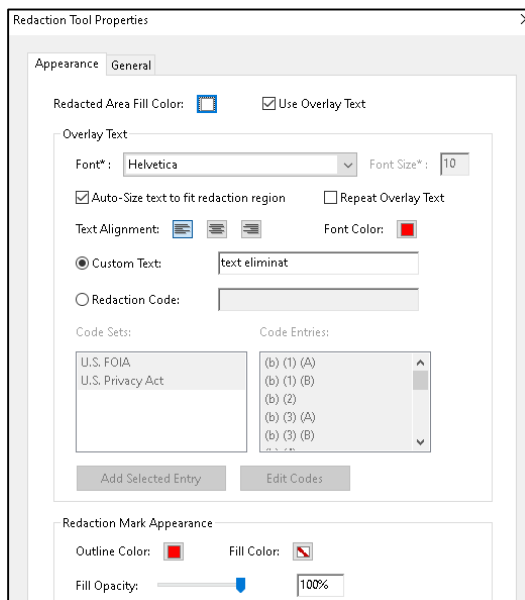 Redaction Tool Properties
Appearance General
Redacted Area Fill Color: Use Overlay Text
Overlay Text
Font* : Helvetica Font Size* : 10
Auto-Size text to fit redaction region Repeat Overlay Text
Text Alignment: Font Color:
Custom Text: text eliminat
Redaction Code:
Code Sets: Code Entries:
U.S. FOIA (b) (1) (A)
U.S. Privacy Act (b) (1) (B)
(b) (2)
(b) (3) (A)
(b) (3) (B)
Add Selected Entry Edit Codes
Redaction Mark Appearance
Outline Color: Fill Color:
Fill Opacity: 100%